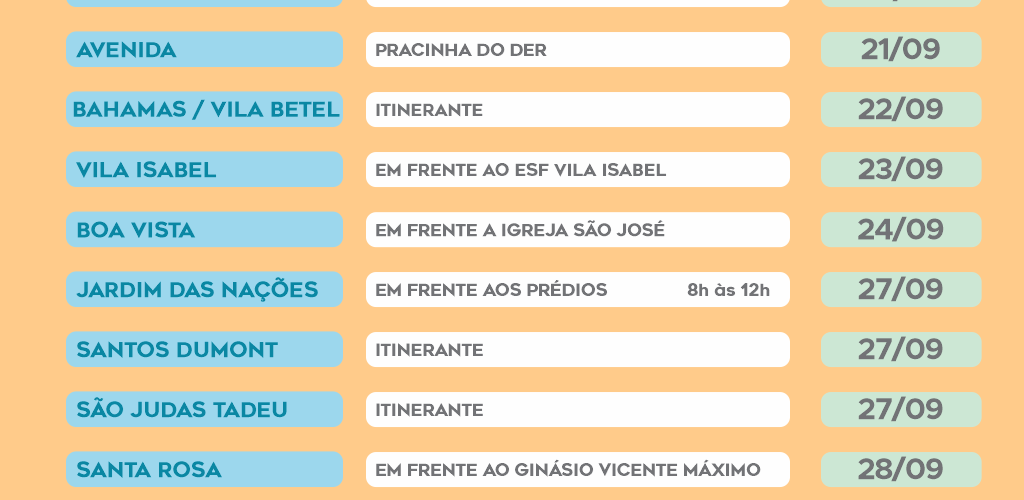 AVENIDA PRACINHA DO DER 21/09
BAHAMAS / VILA BETEL ITINERANTE 22/09
VILA ISABEL EM FRENTE AO ESF VILA ISABEL 23/09
BOA VISTA EM FRENTE A IGREJA SÃO JOSÉ 24/09
JARDIM DAS NAÇÕES EM FRENTE AOS PRÉDIOS 8h às 12h 27/09
SANTOS DUMONT ITINERANTE 27/09
SÃO JUDAS TADEU ITINERANTE 27/09
SANTA ROSA EM FRENTE AO GINÁSIO VICENTE MÁXIMO 28/09